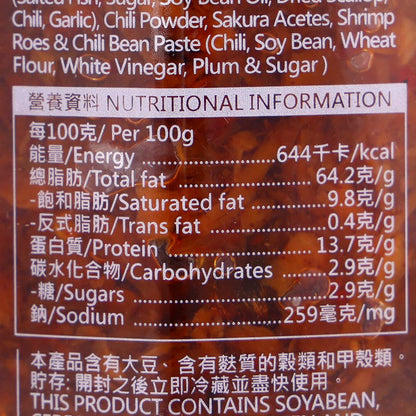 (Salted Fish, Sugar, Soy Bean Oil, Dried Scallop,
Chili, Garlic), Chili Powder, Sakura Acetes, Shrimp
Roes & Chili Bean Paste (Chili, Soy Bean, Wheat
Flour, White Vinegar, Plum & Sugar )
營養資料 NUTRITIONAL INFORMATION
每100克/ Per 100g
能量/Energy ........................ 644千卡/kcal
總脂肪/Total fat ........................ 64.2克/g
-飽和脂肪/Saturated fat ............ 9.8克/g
-反式脂肪/Trans fat .................... 0.4克/g
蛋白質/Protein ........................ 13.7克/g
碳水化合物/Carbohydrates ........ 2.9克/g
-糖/Sugars ................................ 2.9克/g
鈉/Sodium ........................ 259毫克/mg
本產品含有大豆、含有麩質的穀類和甲殼類。
貯存: 開封之後立即冷藏並盡快使用。
THIS PRODUCT CONTAINS SOYABEAN,